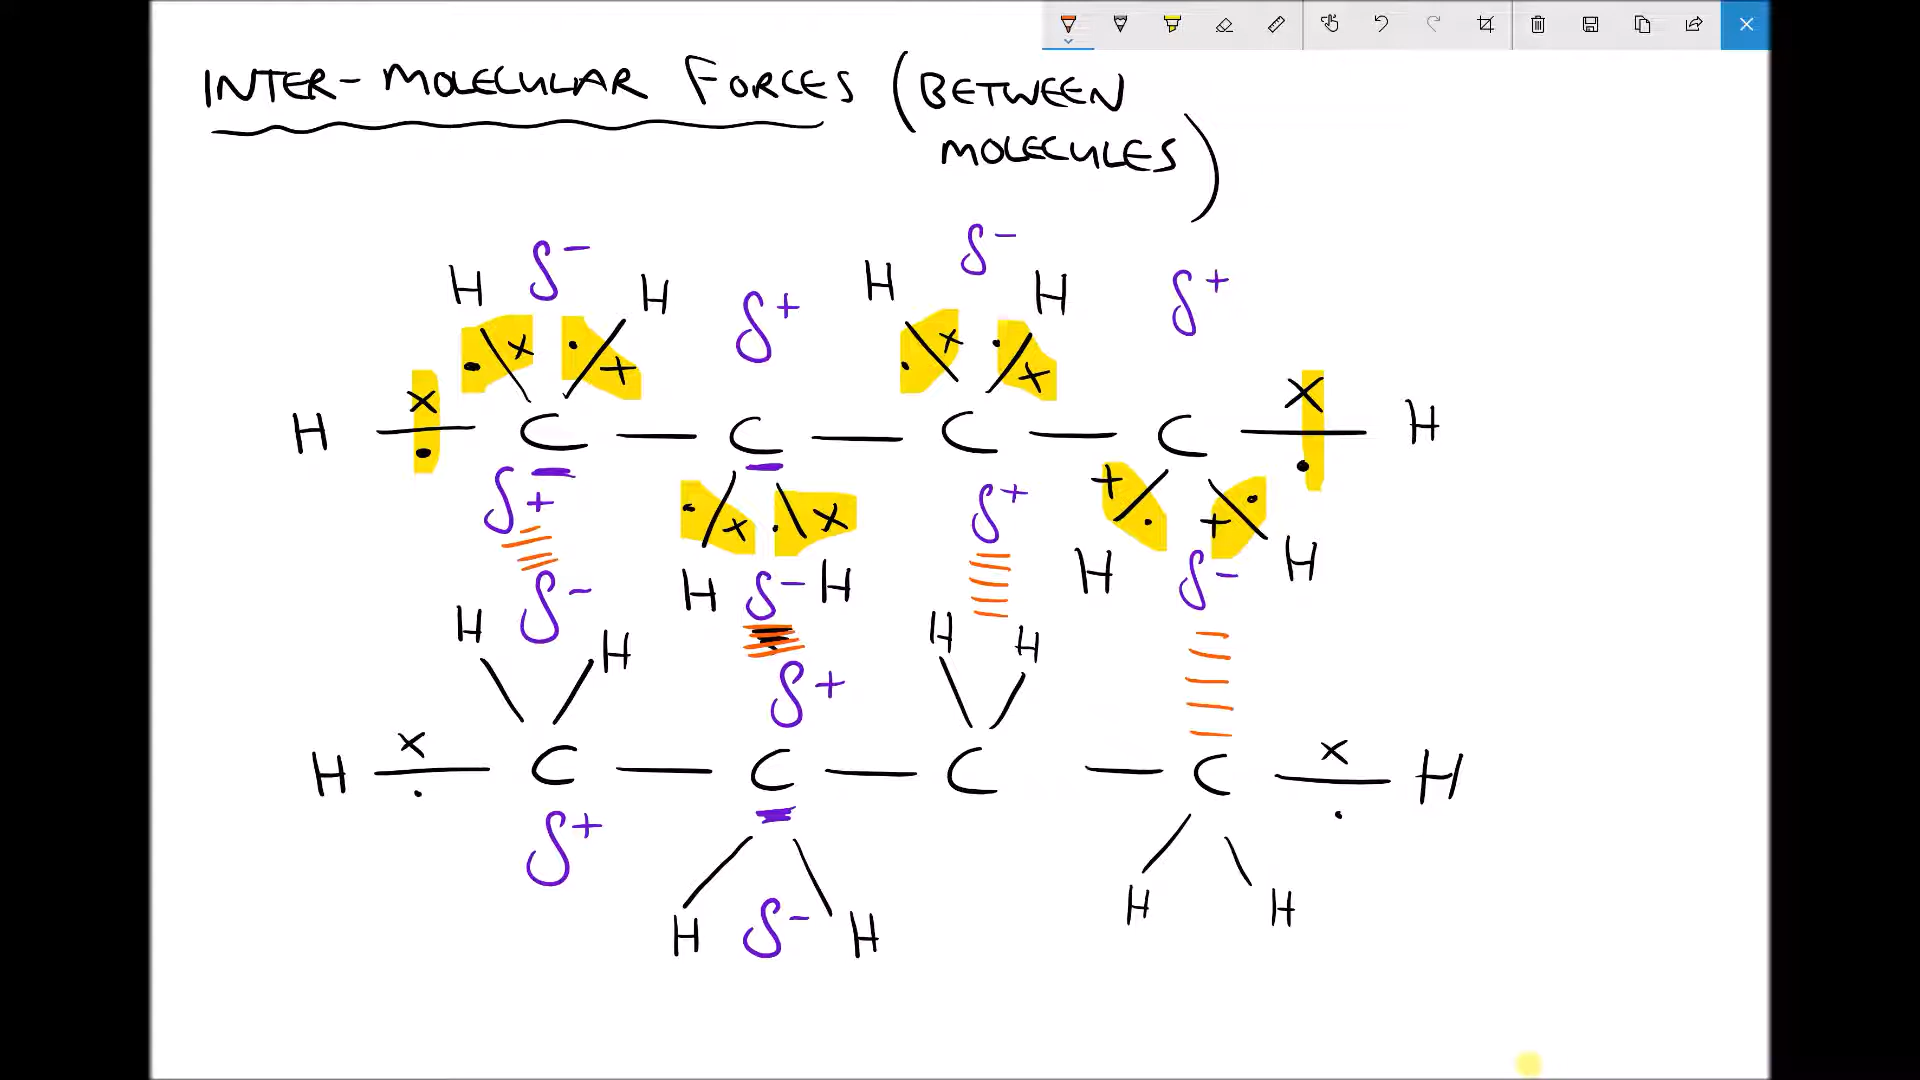 INTER-MOLECULAR FORCES (BETWEEN
MOLECULES)
δ- δ-
H H δ+ H H δ+
• x • x • x • x
x x
H — C — C — C — C — H
• •
δ+ • x • x δ+ + • + •
H δ- H H δ- H
δ-
H H H H
δ+
x x
H — C — C — C — C — H
• •
δ+
H δ- H H H